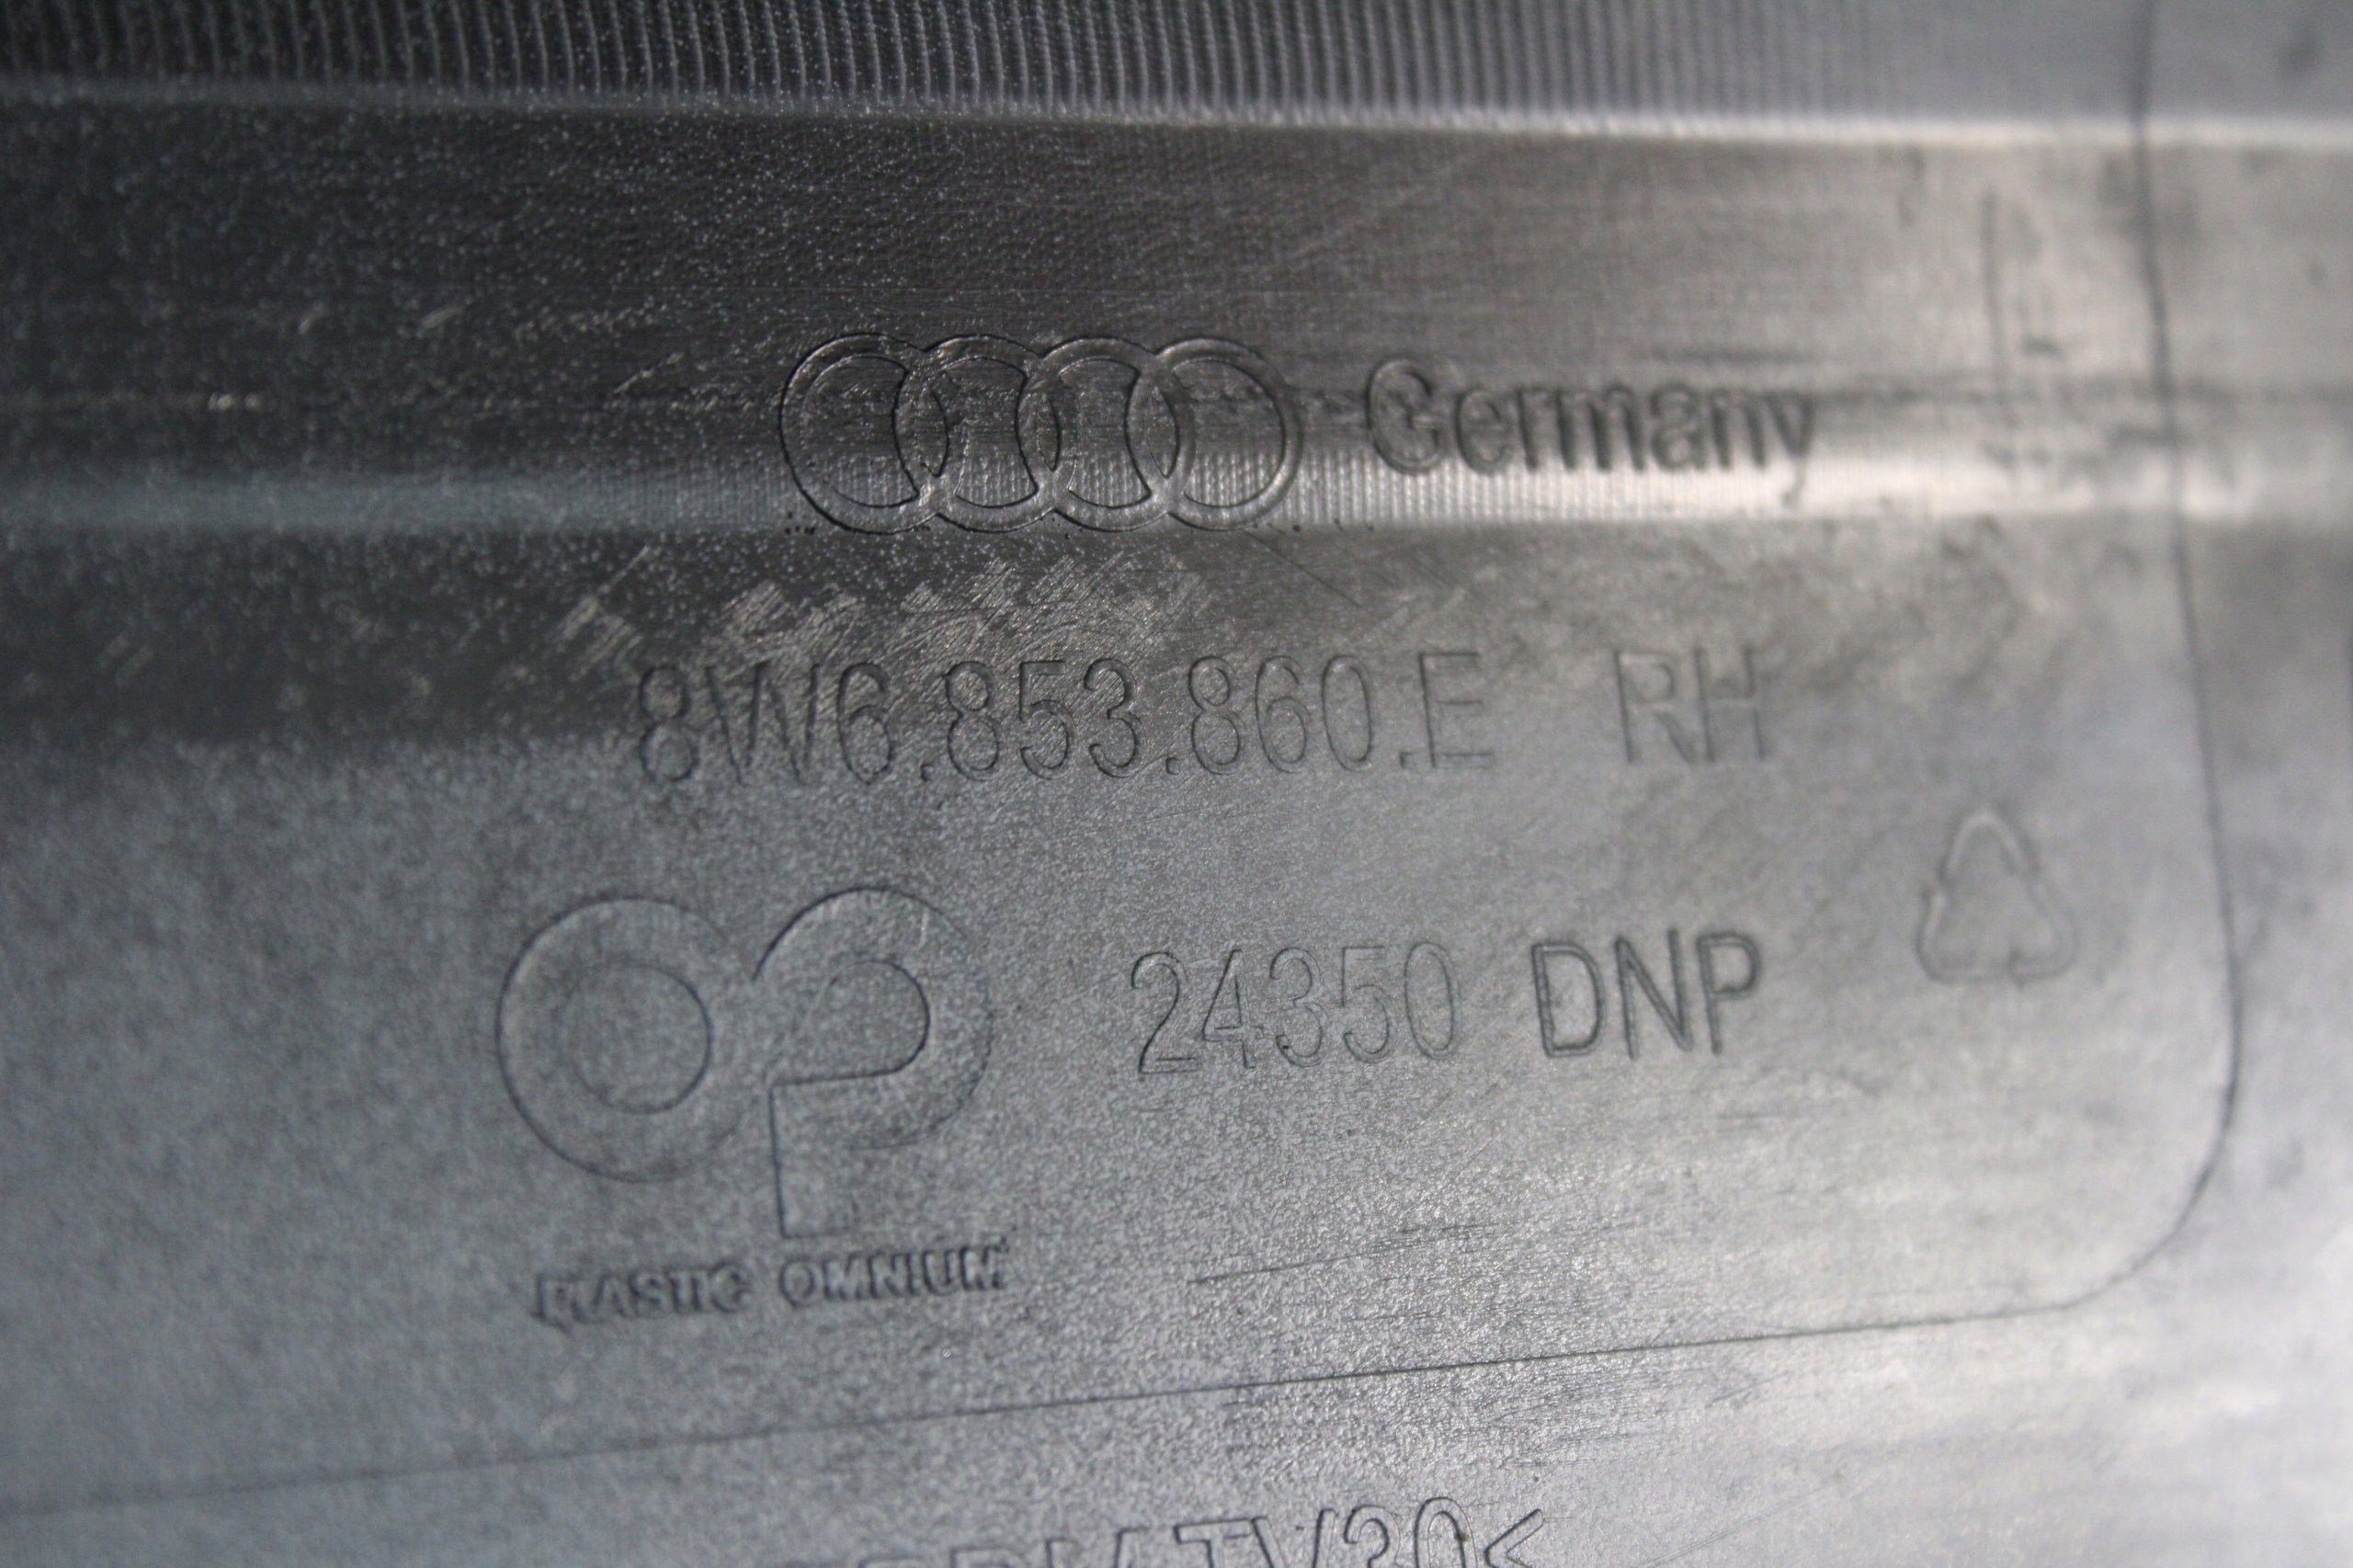 Germany
8W6.853.860.E RH
24350 DNP
PLASTIC OMNIUM